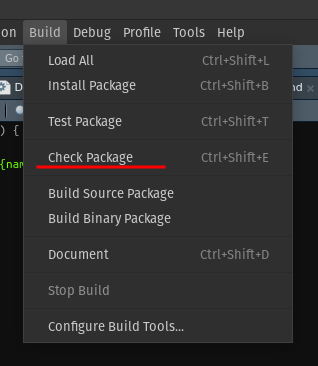 on Build Debug Profile Tools Help
Go
Load All Ctrl+Shift+L
Install Package Ctrl+Shift+B
D
nd ×
Test Package Ctrl+Shift+T
) {
Check Package Ctrl+Shift+E
{nam
Build Source Package
Build Binary Package
Document Ctrl+Shift+D
Stop Build
Configure Build Tools...